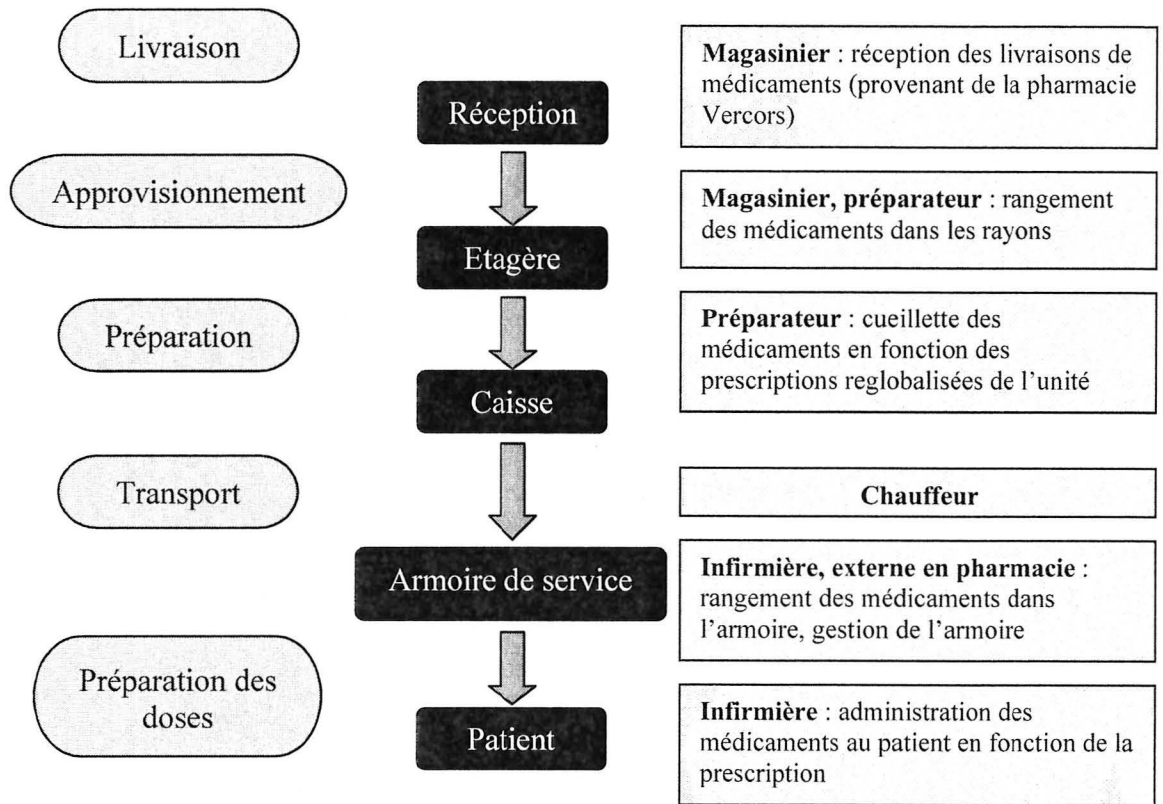 Livraison
Réception
Magasinier : réception des livraisons de
médicaments (provenant de la pharmacie
Vercors)
Approvisionnement
Magasinier, préparateur : rangement
des médicaments dans les rayons
Etagère
Préparation
Préparateur : cueillette des
médicaments en fonction des
prescriptions reglobalisées de l'unité
Caisse
Transport
Chauffeur
Armoire de service
Infirmière, externe en pharmacie :
rangement des médicaments dans
l'armoire, gestion de l'armoire
Préparation des
doses
Patient
Infirmière : administration des
médicaments au patient en fonction de la
prescription